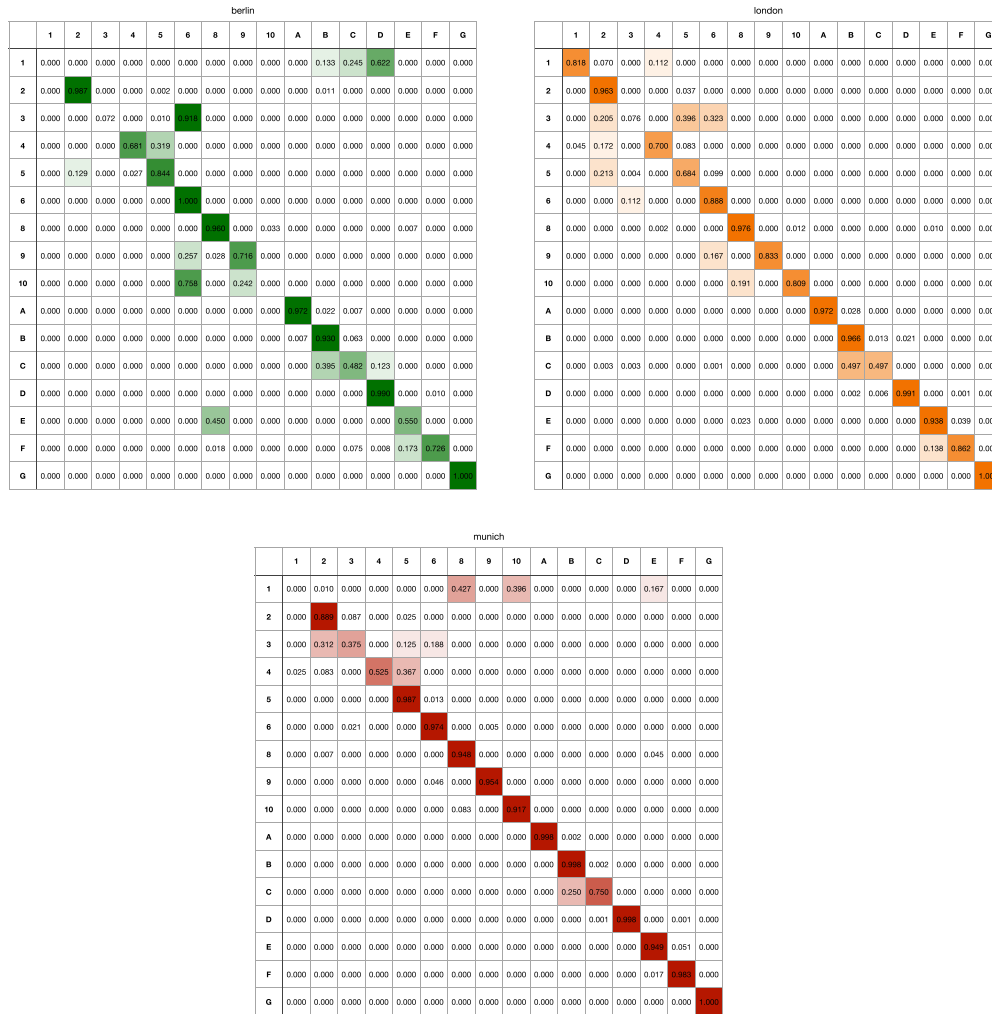 berlin
1 2 3 4 5 6 8 9 10 A B C D E F G
1 0.000 0.000 0.000 0.000 0.000 0.000 0.000 0.000 0.000 0.000 0.133 0.245 0.622 0.000 0.000 0.000
2 0.000 0.987 0.000 0.000 0.002 0.000 0.000 0.000 0.000 0.000 0.011 0.000 0.000 0.000 0.000 0.000
3 0.000 0.000 0.072 0.000 0.010 0.918 0.000 0.000 0.000 0.000 0.000 0.000 0.000 0.000 0.000 0.000
4 0.000 0.000 0.000 0.681 0.319 0.000 0.000 0.000 0.000 0.000 0.000 0.000 0.000 0.000 0.000 0.000
5 0.000 0.129 0.000 0.027 0.844 0.000 0.000 0.000 0.000 0.000 0.000 0.000 0.000 0.000 0.000 0.000
6 0.000 0.000 0.000 0.000 0.000 1.000 0.000 0.000 0.000 0.000 0.000 0.000 0.000 0.000 0.000 0.000
8 0.000 0.000 0.000 0.000 0.000 0.000 0.960 0.000 0.033 0.000 0.000 0.000 0.000 0.007 0.000 0.000
9 0.000 0.000 0.000 0.000 0.000 0.257 0.028 0.716 0.000 0.000 0.000 0.000 0.000 0.000 0.000 0.000
10 0.000 0.000 0.000 0.000 0.000 0.758 0.000 0.242 0.000 0.000 0.000 0.000 0.000 0.000 0.000 0.000
A 0.000 0.000 0.000 0.000 0.000 0.000 0.000 0.000 0.000 0.972 0.022 0.007 0.000 0.000 0.000 0.000
B 0.000 0.000 0.000 0.000 0.000 0.000 0.000 0.000 0.000 0.007 0.930 0.063 0.000 0.000 0.000 0.000
C 0.000 0.000 0.000 0.000 0.000 0.000 0.000 0.000 0.000 0.000 0.395 0.482 0.123 0.000 0.000 0.000
D 0.000 0.000 0.000 0.000 0.000 0.000 0.000 0.000 0.000 0.000 0.000 0.000 0.990 0.000 0.010 0.000
E 0.000 0.000 0.000 0.000 0.000 0.000 0.450 0.000 0.000 0.000 0.000 0.000 0.000 0.550 0.000 0.000
F 0.000 0.000 0.000 0.000 0.000 0.000 0.018 0.000 0.000 0.000 0.000 0.075 0.008 0.173 0.726 0.000
G 0.000 0.000 0.000 0.000 0.000 0.000 0.000 0.000 0.000 0.000 0.000 0.000 0.000 0.000 0.000 1.000
london
1 2 3 4 5 6 8 9 10 A B C D E F G
1 0.818 0.070 0.000 0.112 0.000 0.000 0.000 0.000 0.000 0.000 0.000 0.000 0.000 0.000 0.000 0.00
2 0.000 0.963 0.000 0.000 0.037 0.000 0.000 0.000 0.000 0.000 0.000 0.000 0.000 0.000 0.000 0.00
3 0.000 0.205 0.076 0.000 0.396 0.323 0.000 0.000 0.000 0.000 0.000 0.000 0.000 0.000 0.000 0.00
4 0.045 0.172 0.000 0.700 0.083 0.000 0.000 0.000 0.000 0.000 0.000 0.000 0.000 0.000 0.000 0.00
5 0.000 0.213 0.004 0.000 0.684 0.099 0.000 0.000 0.000 0.000 0.000 0.000 0.000 0.000 0.000 0.00
6 0.000 0.000 0.112 0.000 0.000 0.888 0.000 0.000 0.000 0.000 0.000 0.000 0.000 0.000 0.000 0.00
8 0.000 0.000 0.000 0.002 0.000 0.000 0.976 0.000 0.012 0.000 0.000 0.000 0.000 0.010 0.000 0.00
9 0.000 0.000 0.000 0.000 0.000 0.167 0.000 0.833 0.000 0.000 0.000 0.000 0.000 0.000 0.000 0.00
10 0.000 0.000 0.000 0.000 0.000 0.000 0.191 0.000 0.809 0.000 0.000 0.000 0.000 0.000 0.000 0.00
A 0.000 0.000 0.000 0.000 0.000 0.000 0.000 0.000 0.000 0.972 0.028 0.000 0.000 0.000 0.000 0.00
B 0.000 0.000 0.000 0.000 0.000 0.000 0.000 0.000 0.000 0.000 0.966 0.013 0.021 0.000 0.000 0.00
C 0.000 0.003 0.003 0.000 0.000 0.001 0.000 0.000 0.000 0.000 0.497 0.497 0.000 0.000 0.000 0.00
D 0.000 0.000 0.000 0.000 0.000 0.000 0.000 0.000 0.000 0.000 0.002 0.006 0.991 0.000 0.001 0.00
E 0.000 0.000 0.000 0.000 0.000 0.000 0.023 0.000 0.000 0.000 0.000 0.000 0.000 0.938 0.039 0.00
F 0.000 0.000 0.000 0.000 0.000 0.000 0.000 0.000 0.000 0.000 0.000 0.000 0.000 0.138 0.862 0.00
G 0.000 0.000 0.000 0.000 0.000 0.000 0.000 0.000 0.000 0.000 0.000 0.000 0.000 0.000 0.000 1.00
munich
1 2 3 4 5 6 8 9 10 A B C D E F G
1 0.000 0.010 0.000 0.000 0.000 0.000 0.427 0.000 0.396 0.000 0.000 0.000 0.000 0.167 0.000 0.000
2 0.000 0.889 0.087 0.000 0.025 0.000 0.000 0.000 0.000 0.000 0.000 0.000 0.000 0.000 0.000 0.000
3 0.000 0.312 0.375 0.000 0.125 0.188 0.000 0.000 0.000 0.000 0.000 0.000 0.000 0.000 0.000 0.000
4 0.025 0.083 0.000 0.525 0.367 0.000 0.000 0.000 0.000 0.000 0.000 0.000 0.000 0.000 0.000 0.000
5 0.000 0.000 0.000 0.000 0.987 0.013 0.000 0.000 0.000 0.000 0.000 0.000 0.000 0.000 0.000 0.000
6 0.000 0.000 0.021 0.000 0.000 0.974 0.000 0.005 0.000 0.000 0.000 0.000 0.000 0.000 0.000 0.000
8 0.000 0.007 0.000 0.000 0.000 0.000 0.948 0.000 0.000 0.000 0.000 0.000 0.000 0.045 0.000 0.000
9 0.000 0.000 0.000 0.000 0.000 0.046 0.000 0.954 0.000 0.000 0.000 0.000 0.000 0.000 0.000 0.000
10 0.000 0.000 0.000 0.000 0.000 0.000 0.083 0.000 0.917 0.000 0.000 0.000 0.000 0.000 0.000 0.000
A 0.000 0.000 0.000 0.000 0.000 0.000 0.000 0.000 0.000 0.998 0.002 0.000 0.000 0.000 0.000 0.000
B 0.000 0.000 0.000 0.000 0.000 0.000 0.000 0.000 0.000 0.000 0.998 0.002 0.000 0.000 0.000 0.000
C 0.000 0.000 0.000 0.000 0.000 0.000 0.000 0.000 0.000 0.000 0.250 0.750 0.000 0.000 0.000 0.000
D 0.000 0.000 0.000 0.000 0.000 0.000 0.000 0.000 0.000 0.000 0.000 0.001 0.998 0.000 0.001 0.000
E 0.000 0.000 0.000 0.000 0.000 0.000 0.000 0.000 0.000 0.000 0.000 0.000 0.000 0.949 0.051 0.000
F 0.000 0.000 0.000 0.000 0.000 0.000 0.000 0.000 0.000 0.000 0.000 0.000 0.000 0.017 0.983 0.000
G 0.000 0.000 0.000 0.000 0.000 0.000 0.000 0.000 0.000 0.000 0.000 0.000 0.000 0.000 0.000 1.000